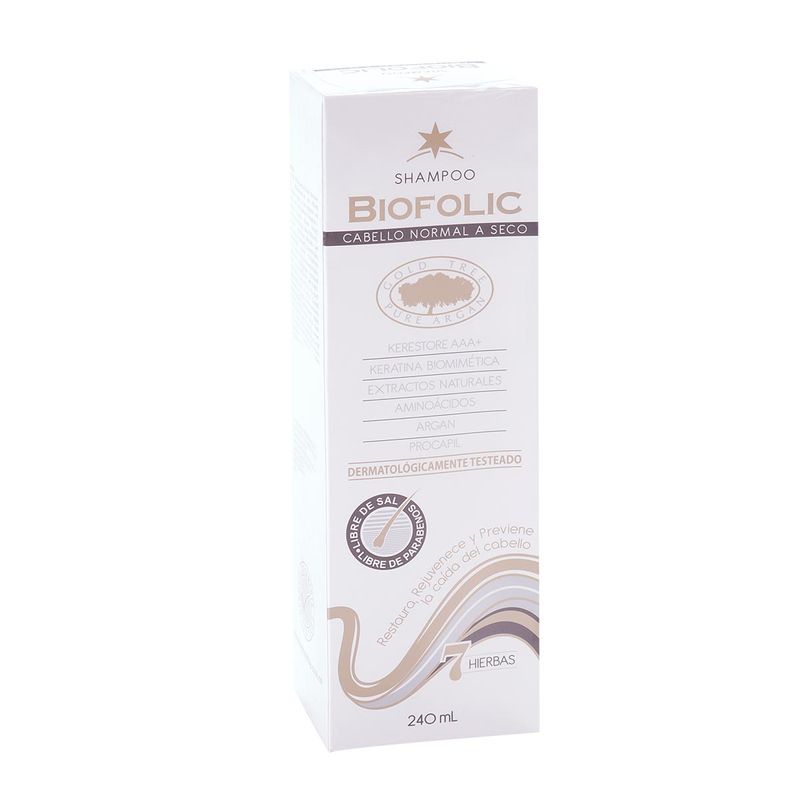 BIOFOLIC
SHAMPOO
BIOFOLIC
CABELLO NORMAL A SECO
GOLD TREE
PURE ARGAN
KERESTORE AAA+
KERATINA BIOMIMÉTICA
EXTRACTOS NATURALES
AMINOÁCIDOS
ARGAN
PROCAPIL
DERMATOLÓGICAMENTE TESTEADO
LIBRE DE SAL
LIBRE DE PARABENOS
Restaura, Rejuvenece y Previene
la caída del cabello
7 HIERBAS
240 mL